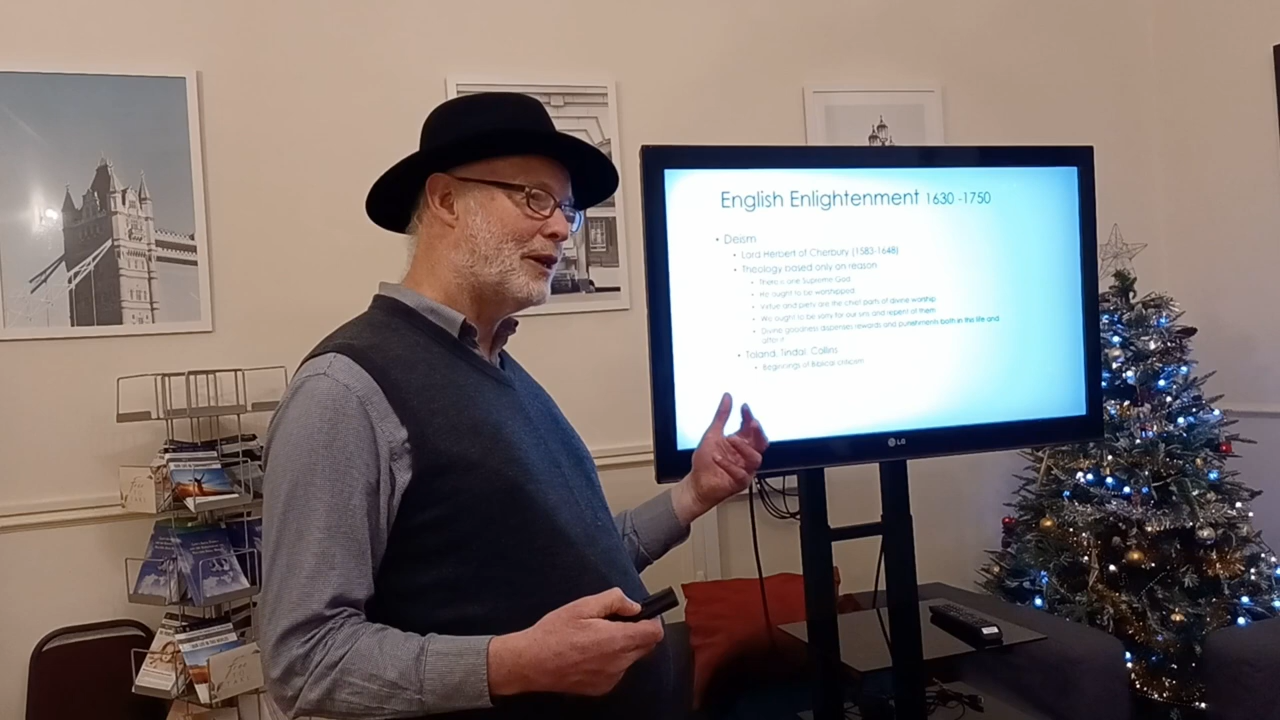 English Enlightenment 1630 -1750
• Deism
• Lord Herbert of Cherbury (1583-1648)
• Theology based only on reason
• There is one Supreme God
• He ought to be worshipped
• Virtue and piety are the chief parts of divine worship
• We ought to be sorry for our sins and repent of them
• Divine goodness dispenses rewards and punishments both in this life and
after it
• Toland, Tindal, Collins
• Beginnings of Biblical criticism
LG